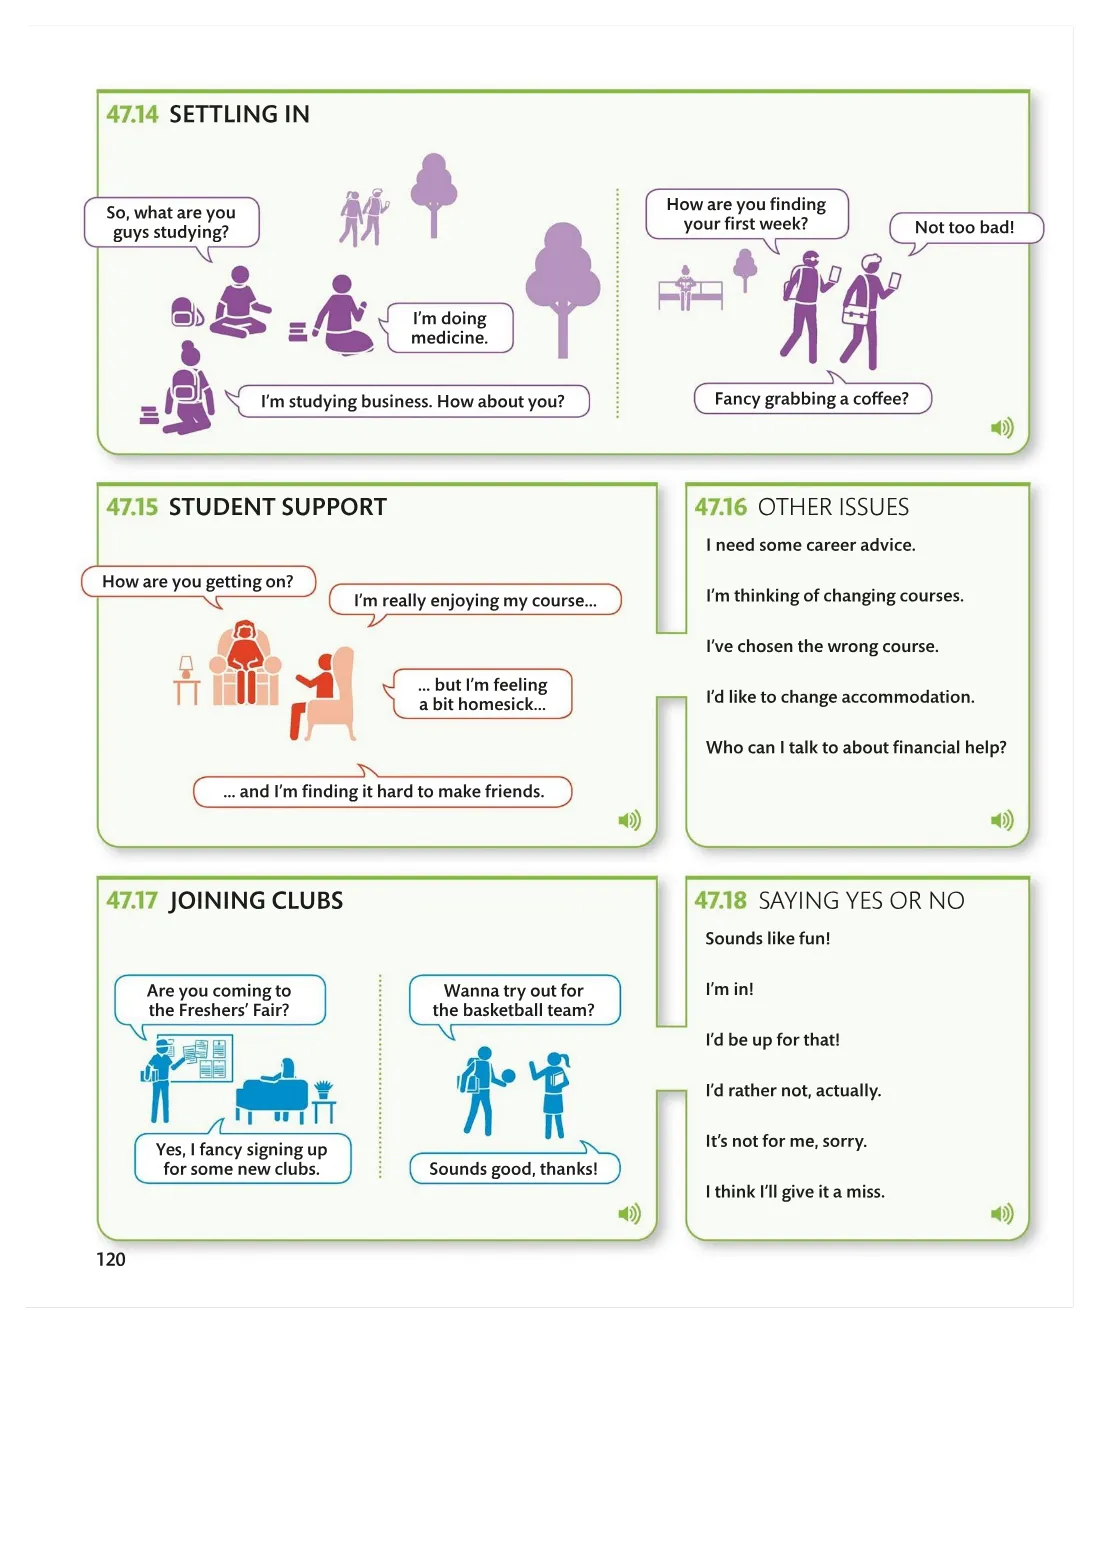 47.14 SETTLING IN
So, what are you
guys studying?
I'm doing
medicine.
I'm studying business. How about you?
How are you finding
your first week?
Not too bad!
Fancy grabbing a coffee?
47.15 STUDENT SUPPORT
How are you getting on?
I'm really enjoying my course...
... but I'm feeling
a bit homesick...
... and I'm finding it hard to make friends.
47.16 OTHER ISSUES
I need some career advice.
I'm thinking of changing courses.
I've chosen the wrong course.
I'd like to change accommodation.
Who can I talk to about financial help?
47.17 JOINING CLUBS
Are you coming to
the Freshers' Fair?
Yes, I fancy signing up
for some new clubs.
Wanna try out for
the basketball team?
Sounds good, thanks!
47.18 SAYING YES OR NO
Sounds like fun!
I'm in!
I'd be up for that!
I'd rather not, actually.
It's not for me, sorry.
I think I'll give it a miss.
120